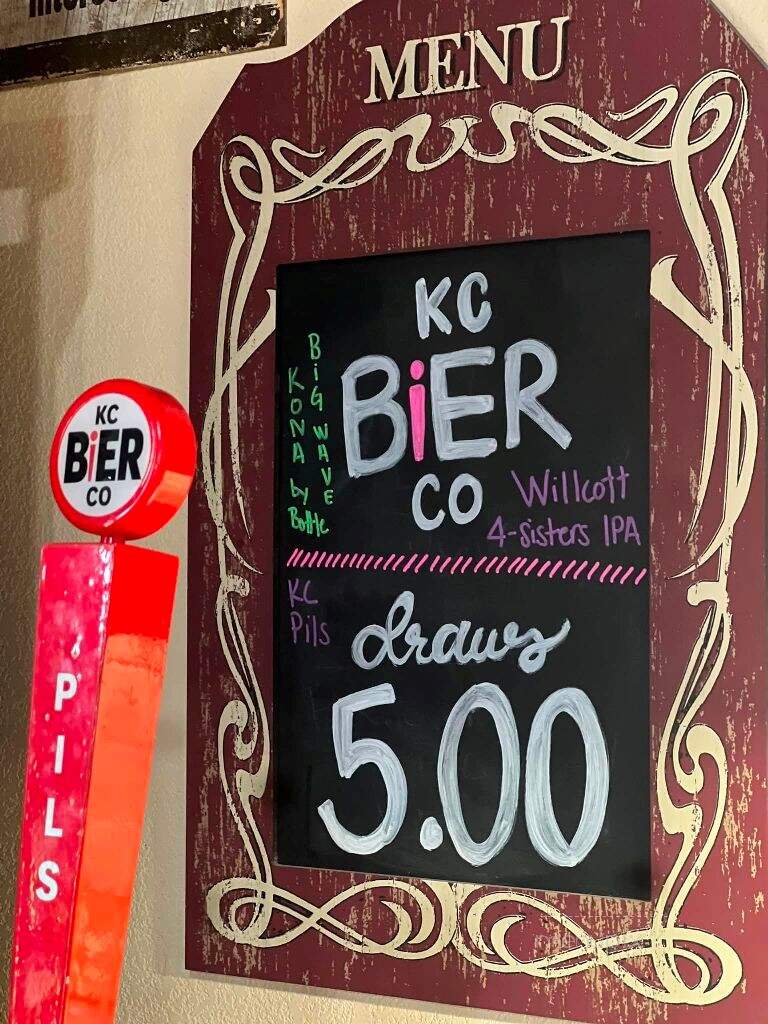 MENU
KC
BiER
CO
BiG WAVE
KONA by
Bottle
Willcott
4-sisters IPA
KC
Pils
draws
5.00
KC
BiER
CO
PILS